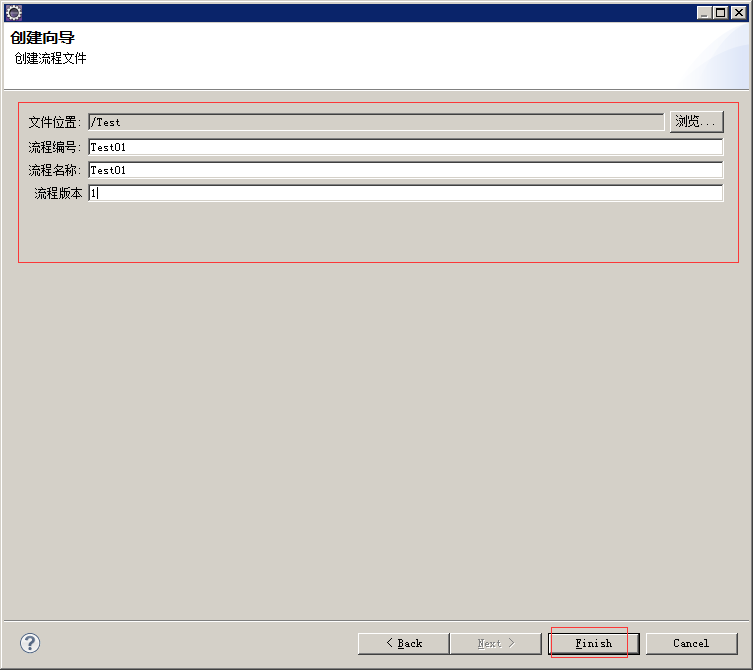 创建向导
创建流程文件
文件位置: /Test 浏览...
流程编号: Test01
流程名称: Test01
流程版本 1
? < Back Next > Finish Cancel